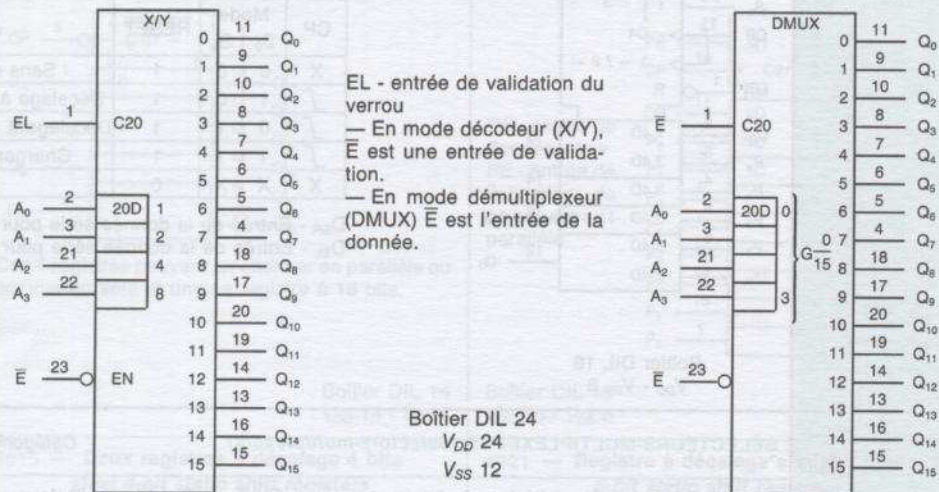 X/Y
0 11 Q0
1 9 Q1
2 10 Q2
EL 1 C20 3 8 Q3
4 7 Q4
5 6 Q5
A0 2 20D 1 6 5 Q6
A1 3 2 7 4 Q7
A2 21 4 8 18 Q8
A3 22 8 9 17 Q9
10 20 Q10
11 19 Q11
E̅ 23 EN 12 14 Q12
13 13 Q13
14 16 Q14
15 15 Q15
EL - entrée de validation du
verrou
— En mode décodeur (X/Y),
E̅ est une entrée de valida-
tion.
— En mode démultiplexeur
(DMUX) E̅ est l'entrée de la
donnée.
Boîtier DIL 24
VDD 24
VSS 12
DMUX
0 11 Q0
1 9 Q1
2 10 Q2
E̅ 1 C20 3 8 Q3
4 7 Q4
5 6 Q5
A0 2 20D 0 6 5 Q6
A1 3 G 0/15 7 4 Q7
A2 21 8 18 Q8
A3 22 3 9 17 Q9
10 20 Q10
11 19 Q11
E̅ 23 12 14 Q12
13 13 Q13
14 16 Q14
15 15 Q15